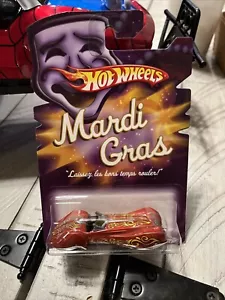 HOT WHEELS
Mardi
Gras
"Laissez les bons temps rouler!"